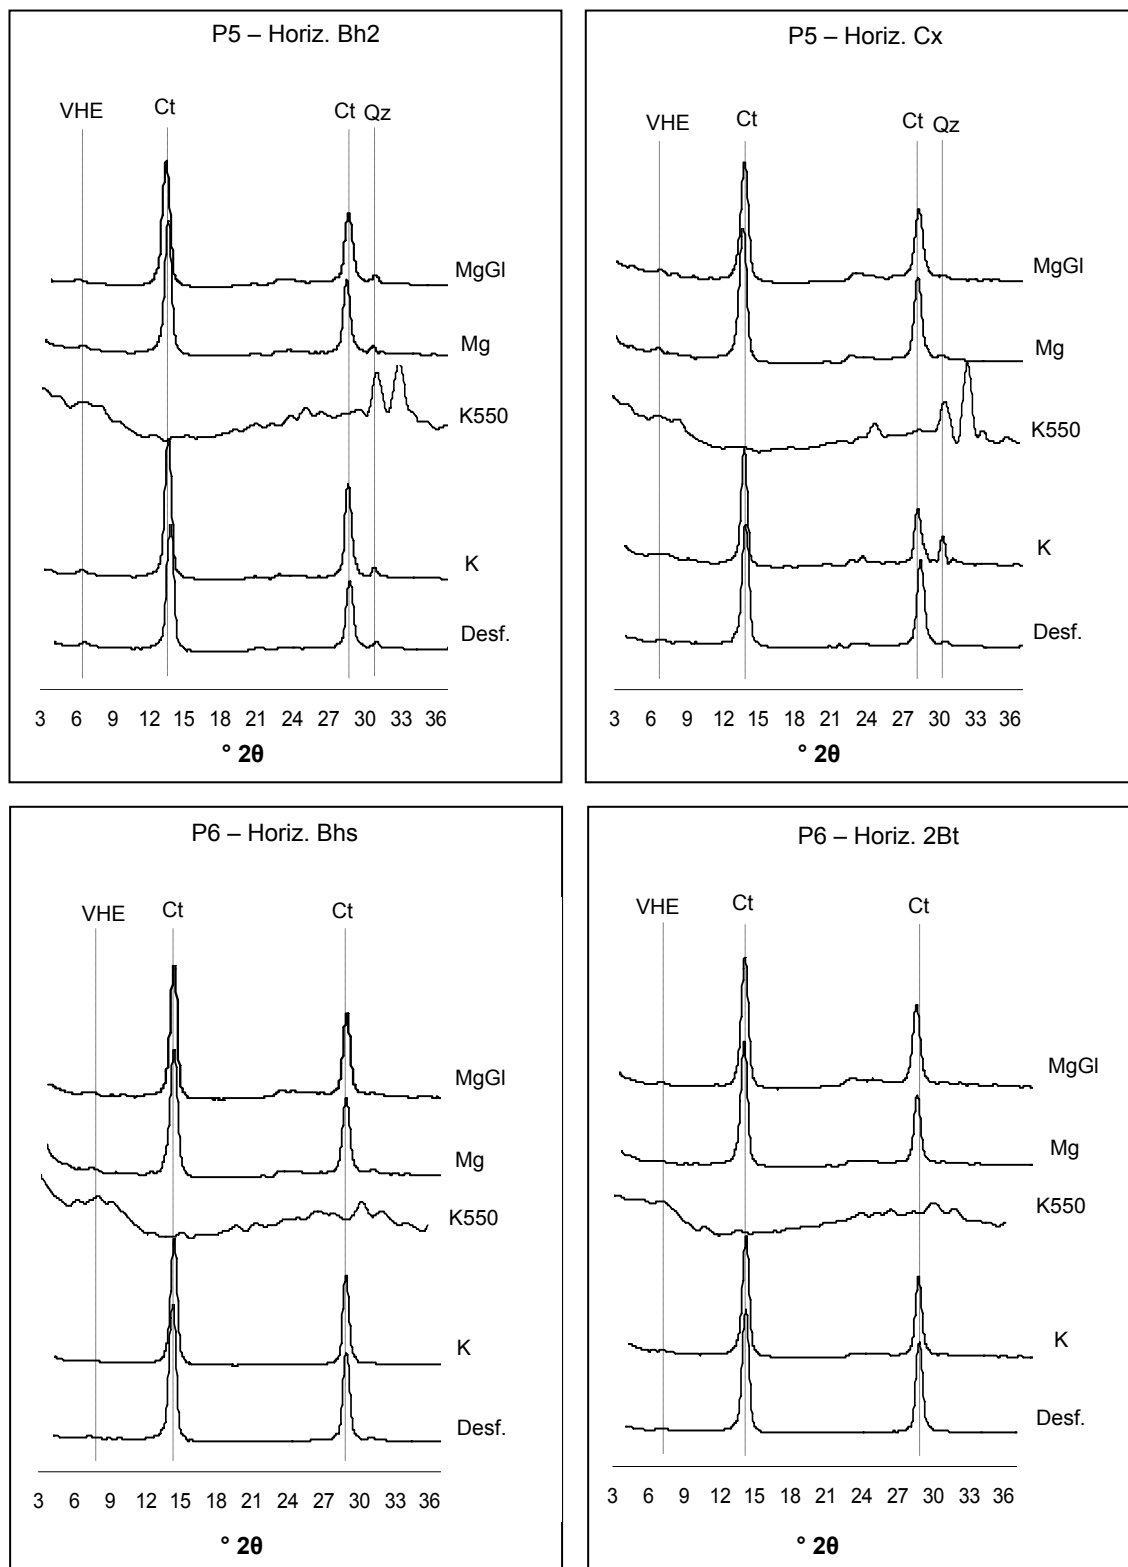 P5 – Horiz. Bh2
VHE Ct Ct Qz
MgGl
Mg
K550
K
Desf.
3 6 9 12 15 18 21 24 27 30 33 36
° 2θ
P5 – Horiz. Cx
VHE Ct Ct Qz
MgGl
Mg
K550
K
Desf.
3 6 9 12 15 18 21 24 27 30 33 36
° 2θ
P6 – Horiz. Bhs
VHE Ct Ct
MgGl
Mg
K550
K
Desf.
3 6 9 12 15 18 21 24 27 30 33 36
° 2θ
P6 – Horiz. 2Bt
VHE Ct Ct
MgGl
Mg
K550
K
Desf.
3 6 9 12 15 18 21 24 27 30 33 36
° 2θ